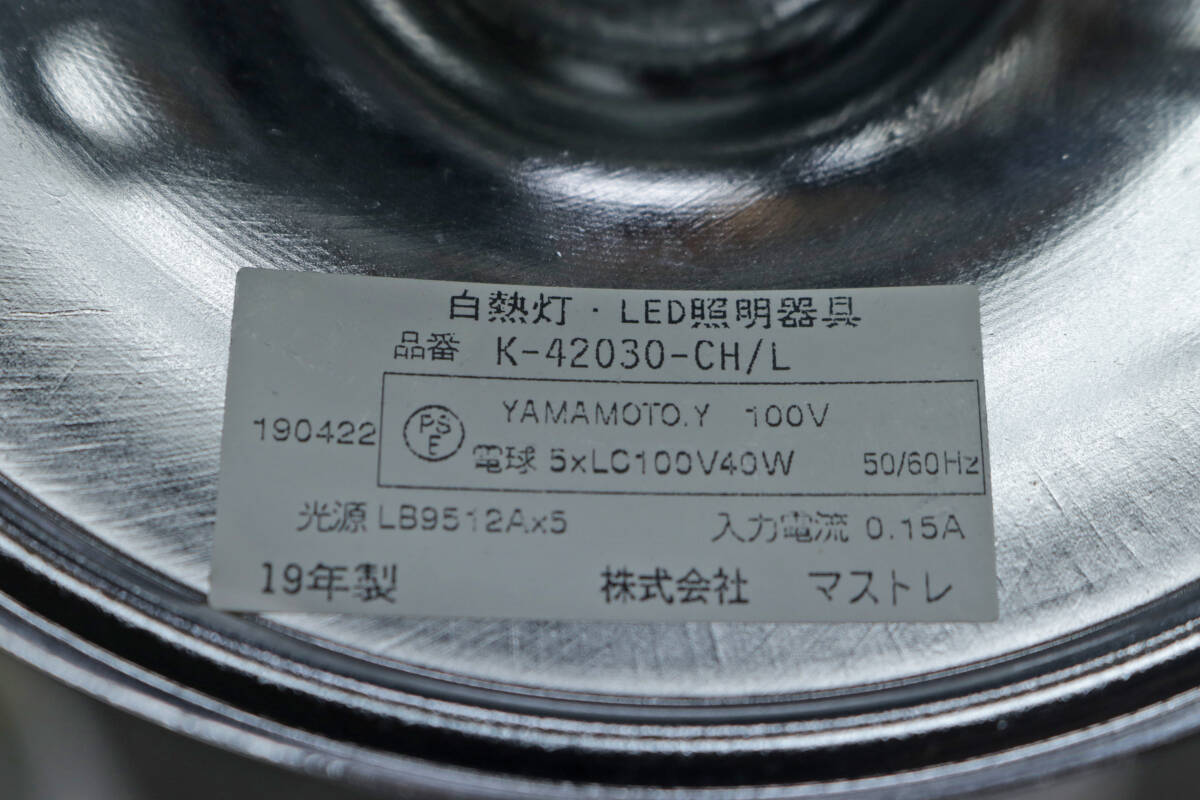 白熱灯・LED照明器具
品番 K-42030-CH/L
190422
PSE YAMAMOTO.Y 100V
電球 5xLC100V40W 50/60Hz
光源 LB9512Ax5 入力電流 0.15A
19年製 株式会社 マストレ